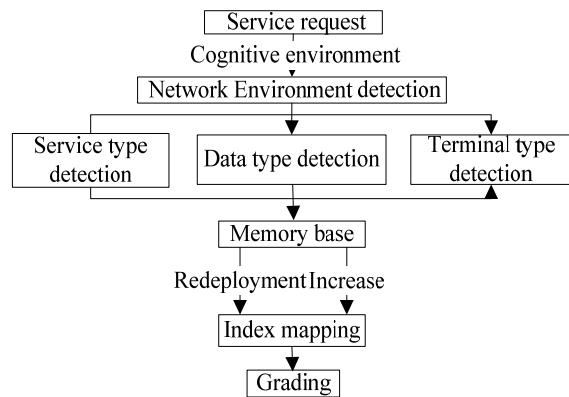 Service request
Cognitive environment
Network Environment detection
Service type
detection
Data type detection
Terminal type
detection
Memory base
Redeployment
Increase
Index mapping
Grading